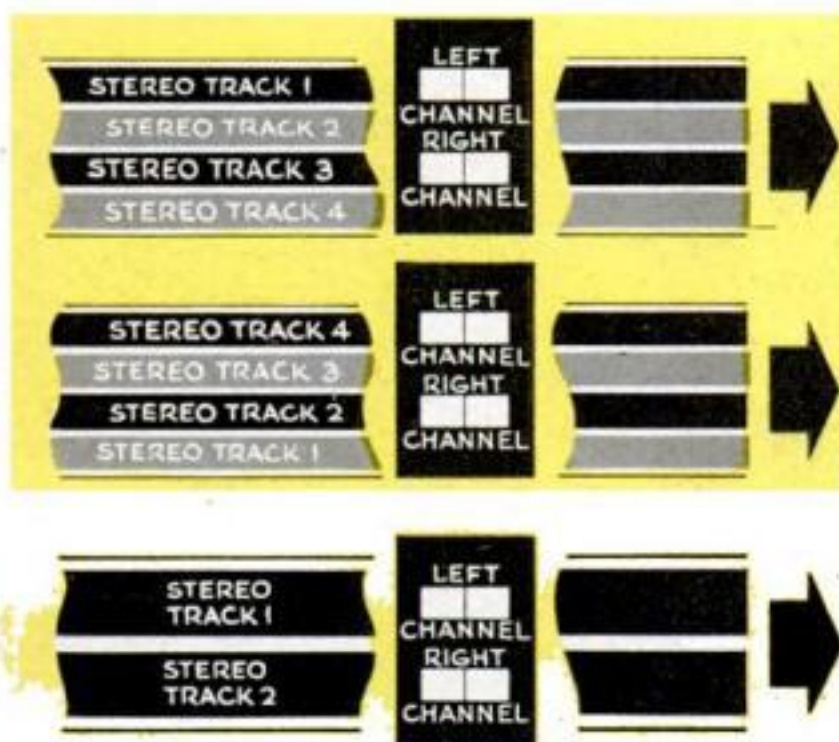 STEREO TRACK 1
STEREO TRACK 2
STEREO TRACK 3
STEREO TRACK 4
LEFT
CHANNEL
RIGHT
CHANNEL
STEREO TRACK 4
STEREO TRACK 3
STEREO TRACK 2
STEREO TRACK 1
LEFT
CHANNEL
RIGHT
CHANNEL
STEREO
TRACK 1
STEREO
TRACK 2
LEFT
CHANNEL
RIGHT
CHANNEL